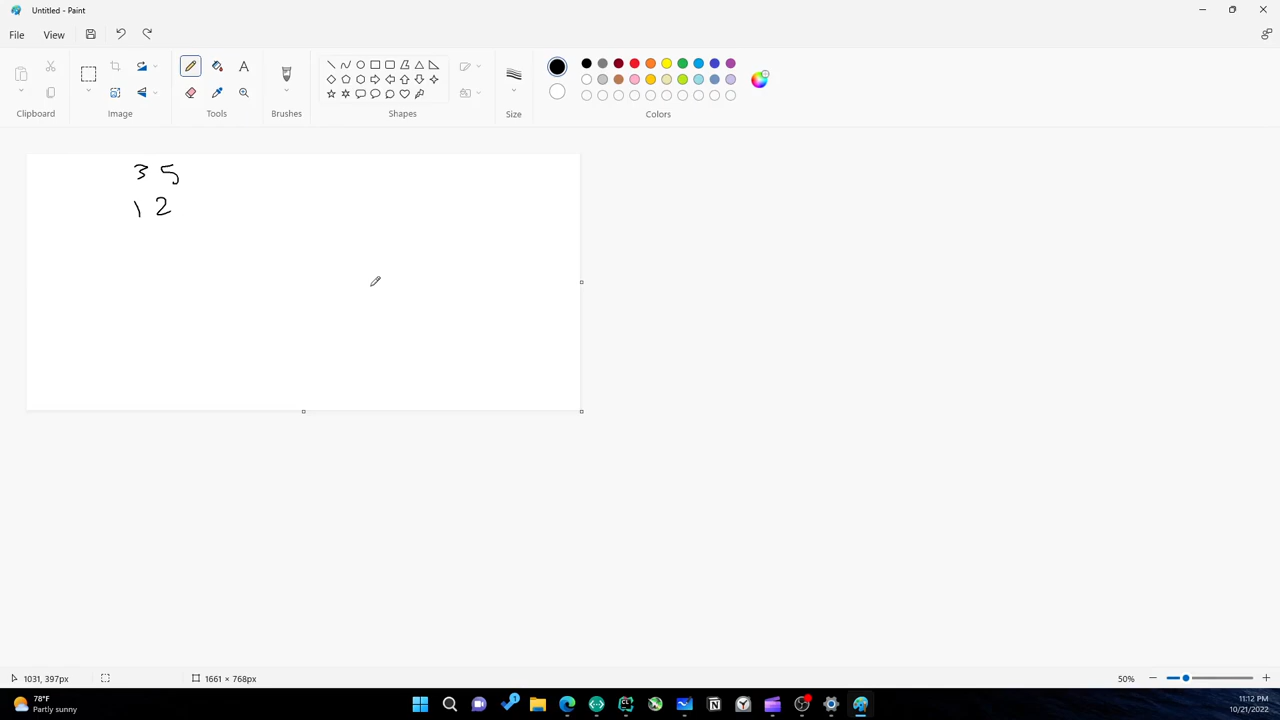 Untitled - Paint
File View
3 5
1 2
Clipboard
Image
Tools
Brushes
Shapes
Size
Colors
1031, 397px
1661 × 768px
50%
78°F
Partly sunny
11:12 PM
10/21/2022